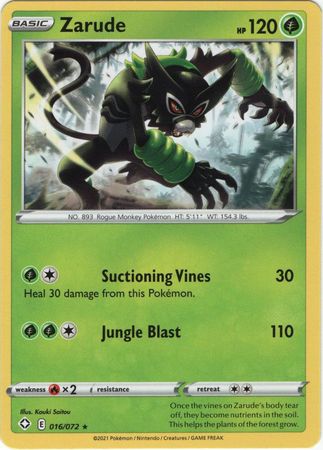 BASIC Zarude HP 120
NO. 893 Rogue Monkey Pokémon. HT: 5'11" WT: 154.3 lbs.
Suctioning Vines 30
Heal 30 damage from this Pokémon.
Jungle Blast 110
weakness ×2 resistance retreat
Illus. Kouki Saitou
E 016/072 ★
Once the vines on Zarude's body tear
off, they become nutrients in the soil.
This helps the plants of the forest grow.
©2021 Pokémon / Nintendo / Creatures / GAME FREAK